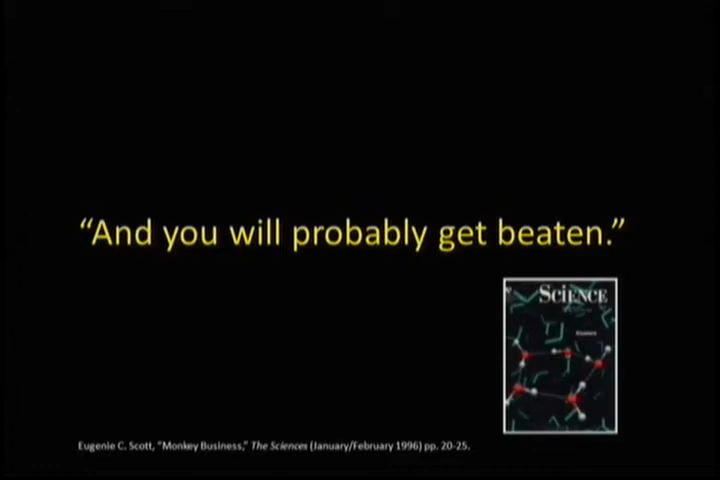 “And you will probably get beaten.”
SCIENCE
Eugenie C. Scott, “Monkey Business,” The Sciences (January/February 1996) pp. 20-25.